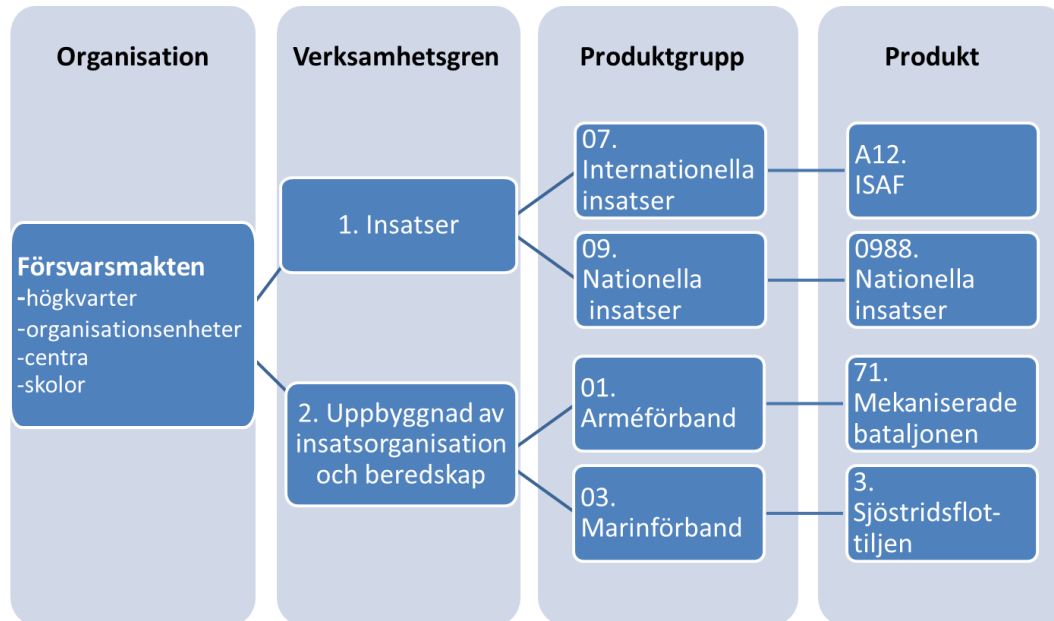 Organisation
Försvarsmakten
-högkvarter
-organisationsenheter
-centra
-skolor
Verksamhetsgren
1. Insatser
2. Uppbyggnad av
insatsorganisation
och beredskap
Produktgrupp
07.
Internationella
insatser
09.
Nationella
insatser
01.
Arméförband
03.
Marinförband
Produkt
A12.
ISAF
0988.
Nationella
insatser
71.
Mekaniserade
bataljonen
3.
Sjöstridsflot-
tiljen